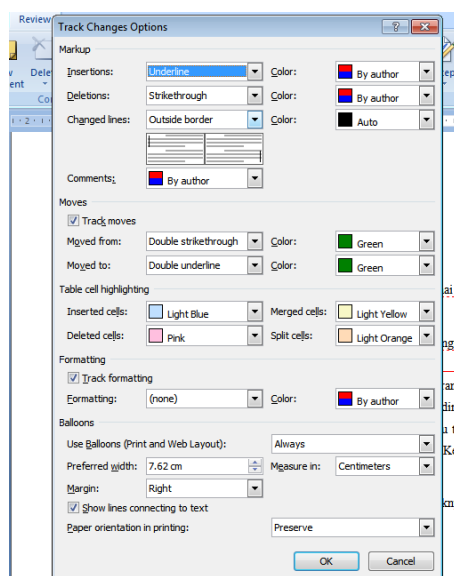 Review
Track Changes Options
Markup
Insertions: Underline Color: By author
Deletions: Strikethrough Color: By author
Changed lines: Outside border Color: Auto
Comments: By author
Moves
Track moves
Moved from: Double strikethrough Color: Green
Moved to: Double underline Color: Green
Table cell highlighting
Inserted cells: Light Blue Merged cells: Light Yellow
Deleted cells: Pink Split cells: Light Orange
Formatting
Track formatting
Formatting: (none) Color: By author
Balloons
Use Balloons (Print and Web Layout): Always
Preferred width: 7.62 cm Measure in: Centimeters
Margin: Right
Show lines connecting to text
Paper orientation in printing: Preserve
OK Cancel